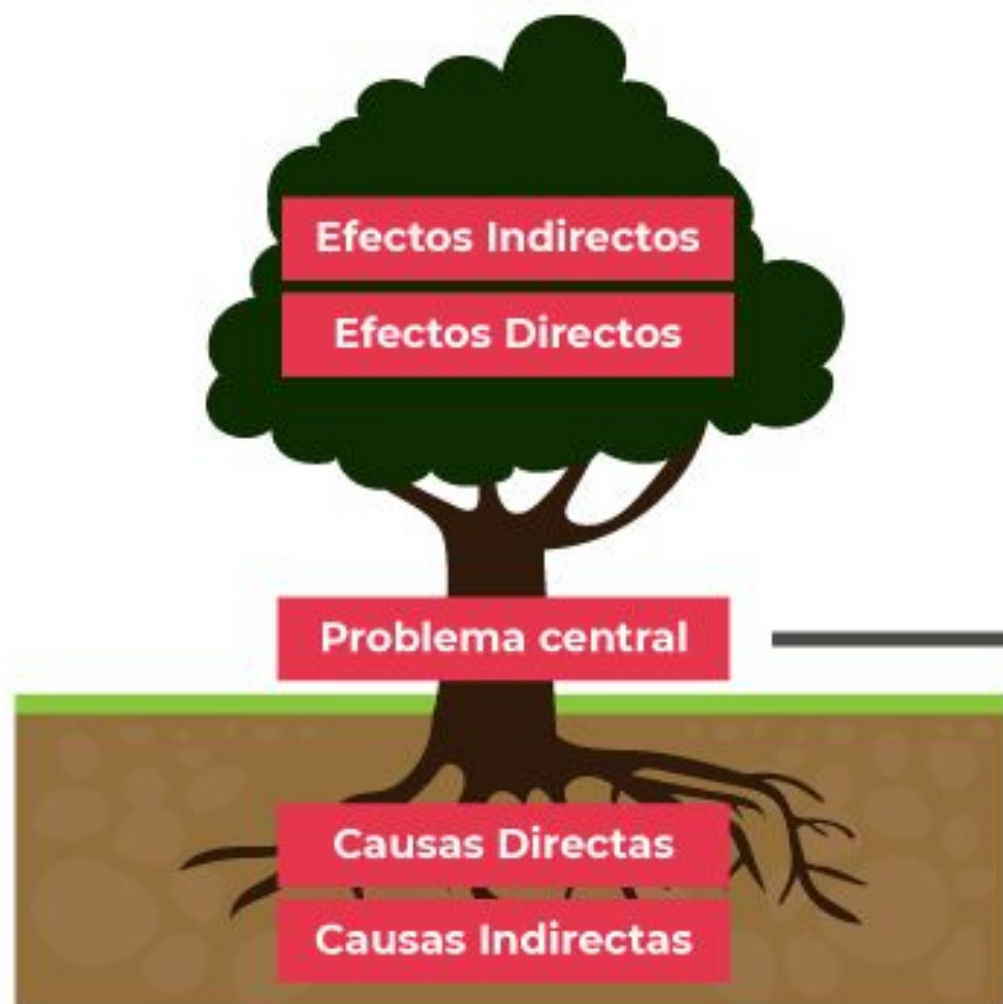 Efectos Indirectos
Efectos Directos
Problema central
Causas Directas
Causas Indirectas